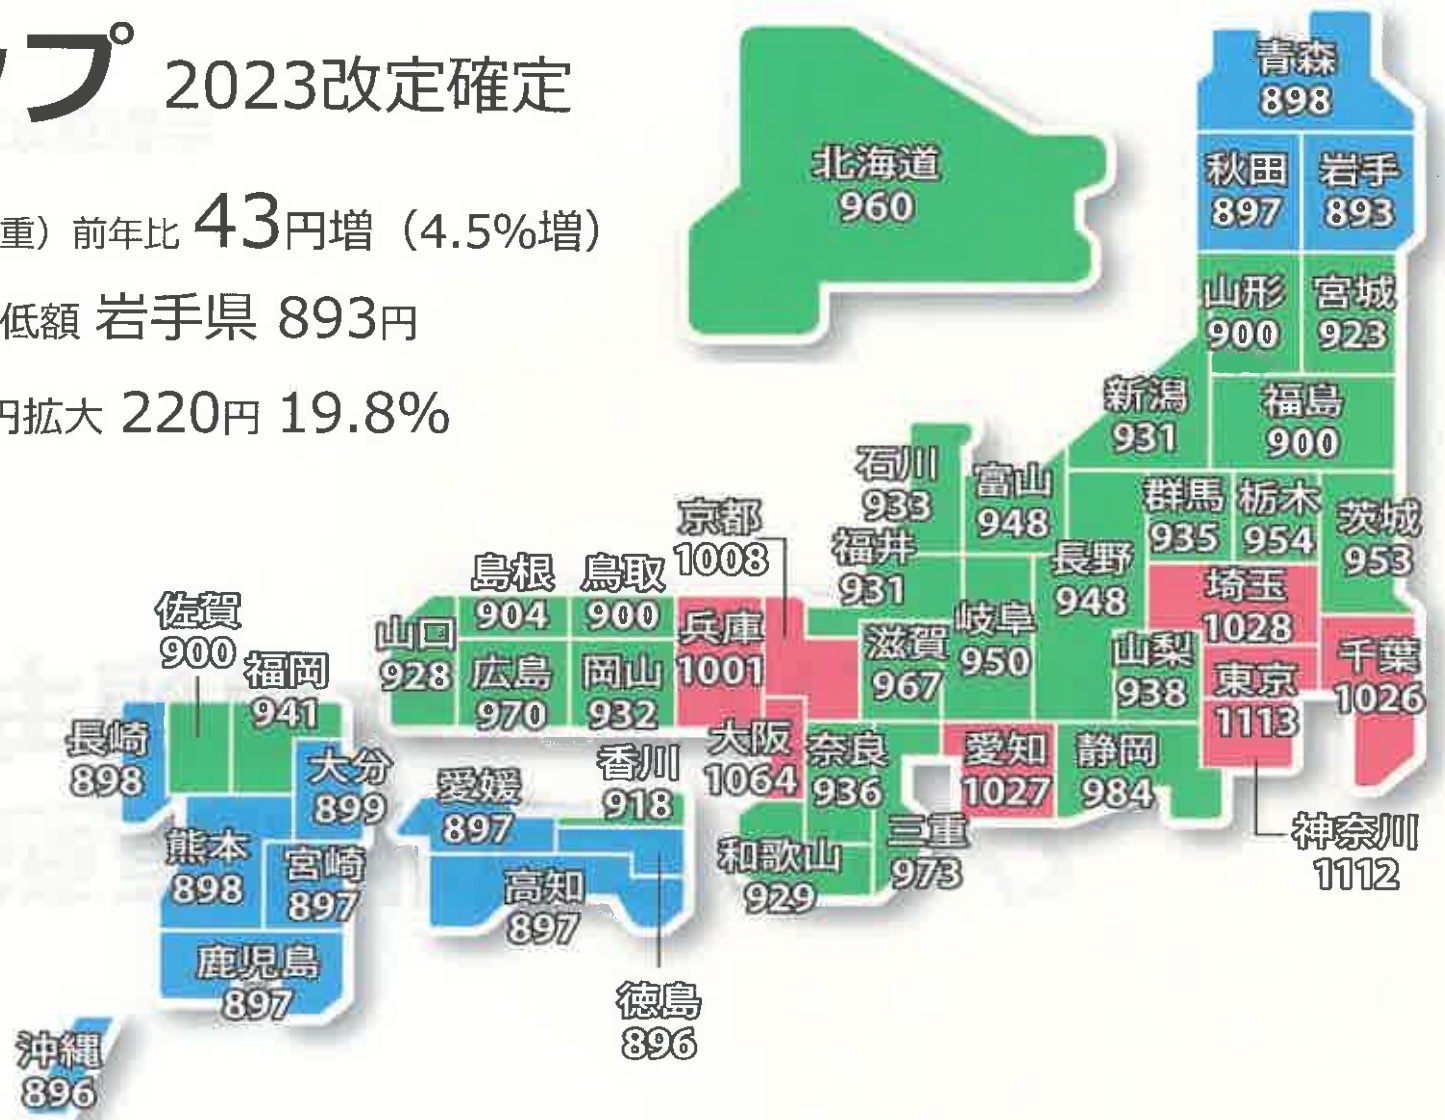 ップ 2023改定確定
重）前年比 43円増（4.5%増）
低額 岩手県 893円
円拡大 220円 19.8%
北海道
960
青森
898
秋田
897
岩手
893
山形
900
宮城
923
新潟
931
福島
900
石川
933
富山
948
群馬
935
栃木
954
茨城
953
京都
1008
福井
931
長野
948
埼玉
1028
島根
904
鳥取
900
兵庫
1001
佐賀
900
福岡
941
山口
928
広島
970
岡山
932
滋賀
967
岐阜
950
山梨
938
東京
1113
千葉
1026
長崎
898
大分
899
愛媛
897
香川
918
大阪
1064
奈良
936
愛知
1027
静岡
984
熊本
898
宮崎
897
高知
897
和歌山
929
三重
973
神奈川
1112
鹿児島
897
徳島
896
沖縄
896